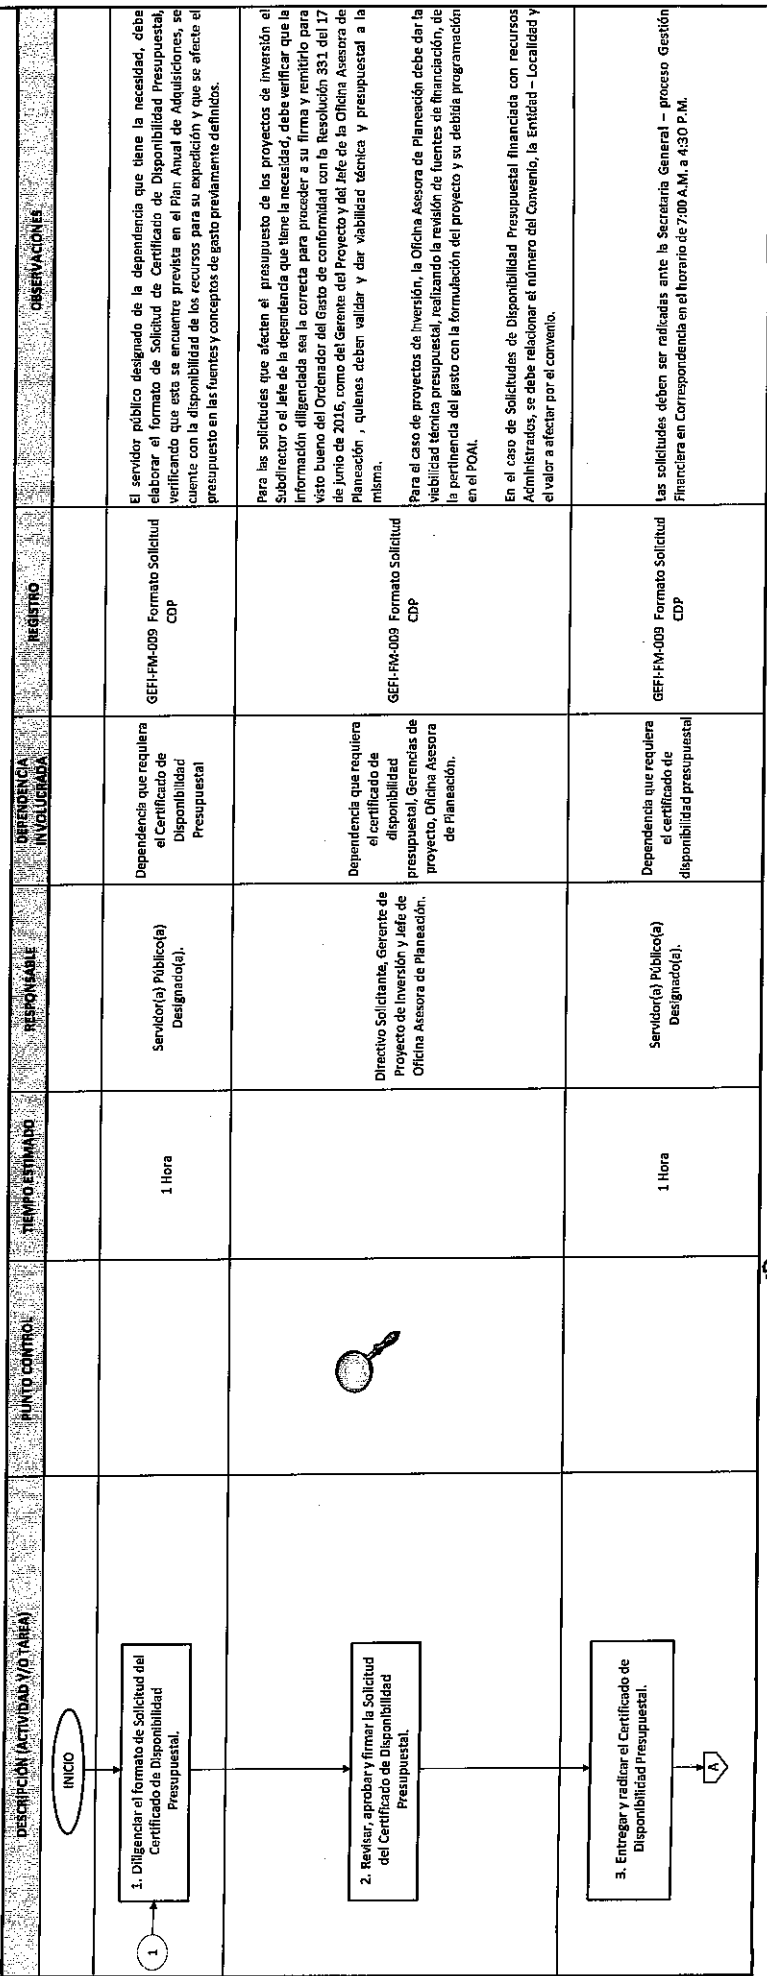 DESCRIPCIÓN (ACTIVIDAD Y/O TAREA)
PUNTO CONTROL
TIEMPO ESTIMADO
RESPONSABLE
DEPENDENCIA
INVOLUCRADA
REGISTRO
OBSERVACIONES
INICIO
1
1. Diligenciar el formato de Solicitud del
Certificado de Disponibilidad
Presupuestal.
1 Hora
Servidor(a) Público(a)
Designado(a).
Dependencia que requiera
el Certificado de
Disponibilidad
Presupuestal
GEFI-FM-009 Formato Solicitud
CDP
El servidor público designado de la dependencia que tiene la necesidad, debe
elaborar el formato de Solicitud de Certificado de Disponibilidad Presupuestal,
verificando que esta se encuentre prevista en el Plan Anual de Adquisiciones, se
cuente con la disponibilidad de los recursos para su expedición y que se afecte el
presupuesto en las fuentes y conceptos de gasto previamente definidos.
2. Revisar, aprobar y firmar la Solicitud
del Certificado de Disponibilidad
Presupuestal.
Directivo Solicitante, Gerente de
Proyecto de Inversión y Jefe de
Oficina Asesora de Planeación.
Dependencia que requiera
el certificado de
disponibilidad
presupuestal, Gerencias de
proyecto, Oficina Asesora
de Planeación.
GEFI-FM-009 Formato Solicitud
CDP
Para las solicitudes que afecten el presupuesto de los proyectos de inversión el
Subdirector o el Jefe de la dependencia que tiene la necesidad, debe verificar que la
información diligenciada sea la correcta para proceder a su firma y remitirlo para
visto bueno del Ordenador del Gasto de conformidad con la Resolución 331 del 17
de junio de 2016, como del Gerente del Proyecto y del Jefe de la Oficina Asesora de
Planeación , quienes deben validar y dar viabilidad técnica y presupuestal a la
misma.
Para el caso de proyectos de Inversión, la Oficina Asesora de Planeación debe dar la
viabilidad técnica presupuestal, realizando la revisión de fuentes de financiación, de
la pertinencia del gasto con la formulación del proyecto y su debida programación
en el POAI.
En el caso de Solicitudes de Disponibilidad Presupuestal financiada con recursos
Administrados, se debe relacionar el número del Convenio, la Entidad – Localidad y
el valor a afectar por el convenio.
3. Entregar y radicar el Certificado de
Disponibilidad Presupuestal.
A
1 Hora
Servidor(a) Público(a)
Designado(a).
Dependencia que requiera
el certificado de
disponibilidad presupuestal
GEFI-FM-009 Formato Solicitud
CDP
Las solicitudes deben ser radicadas ante la Secretaria General – proceso Gestión
Financiera en Correspondencia en el horario de 7:00 A.M. a 4:30 P.M.